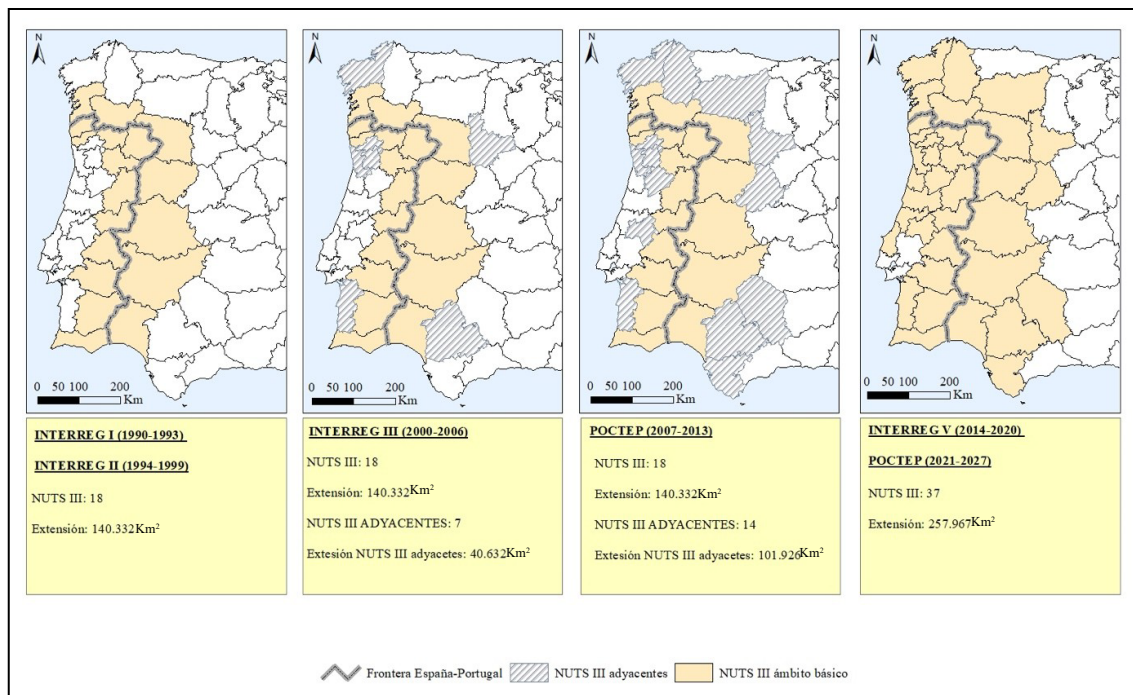 N
0 50 100 200
Km
N
0 50 100 200
Km
N
0 50 100 200
Km
N
0 50 100 200
Km
INTERREG I (1990-1993)
INTERREG II (1994-1999)
NUTS III: 18
Extensión: 140.332Km²
INTERREG III (2000-2006)
NUTS III: 18
Extensión: 140.332Km²
NUTS III ADYACENTES: 7
Extesión NUTS III adyacetes: 40.632Km²
POCTEP (2007-2013)
NUTS III: 18
Extensión: 140.332Km²
NUTS III ADYACENTES: 14
Extesión NUTS III adyacetes: 101.926Km²
INTERREG V (2014-2020)
POCTEP (2021-2027)
NUTS III: 37
Extensión: 257.967Km²
Frontera España-Portugal NUTS III adyacentes NUTS III ámbito básico